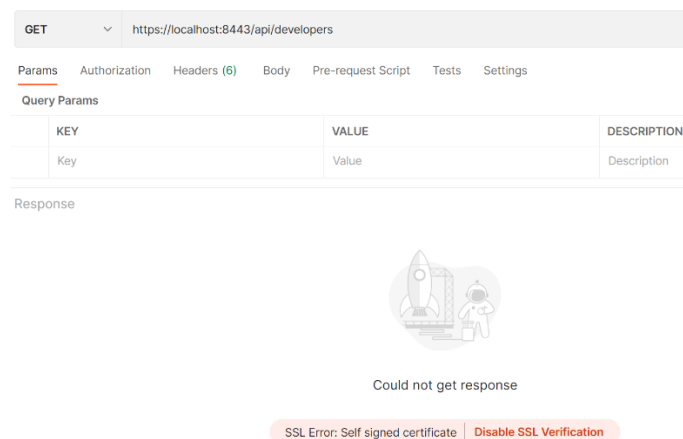 GET https://localhost:8443/api/developers
Params Authorization Headers (6) Body Pre-request Script Tests Settings
Query Params
KEY VALUE DESCRIPTION
Key Value Description
Response
Could not get response
SSL Error: Self signed certificate Disable SSL Verification